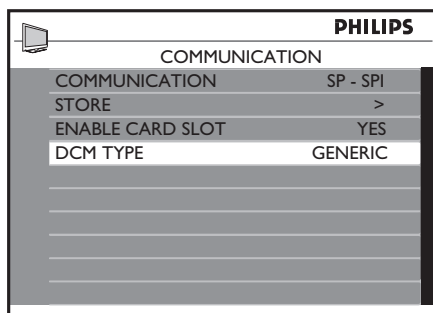 PHILIPS
COMMUNICATION
COMMUNICATION SP - SPI
STORE >
ENABLE CARD SLOT YES
DCM TYPE GENERIC